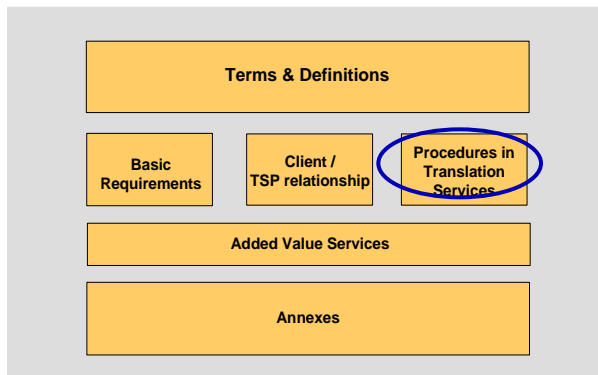 Terms & Definitions
Basic
Requirements
Client /
TSP relationship
Procedures in
Translation
Services
Added Value Services
Annexes